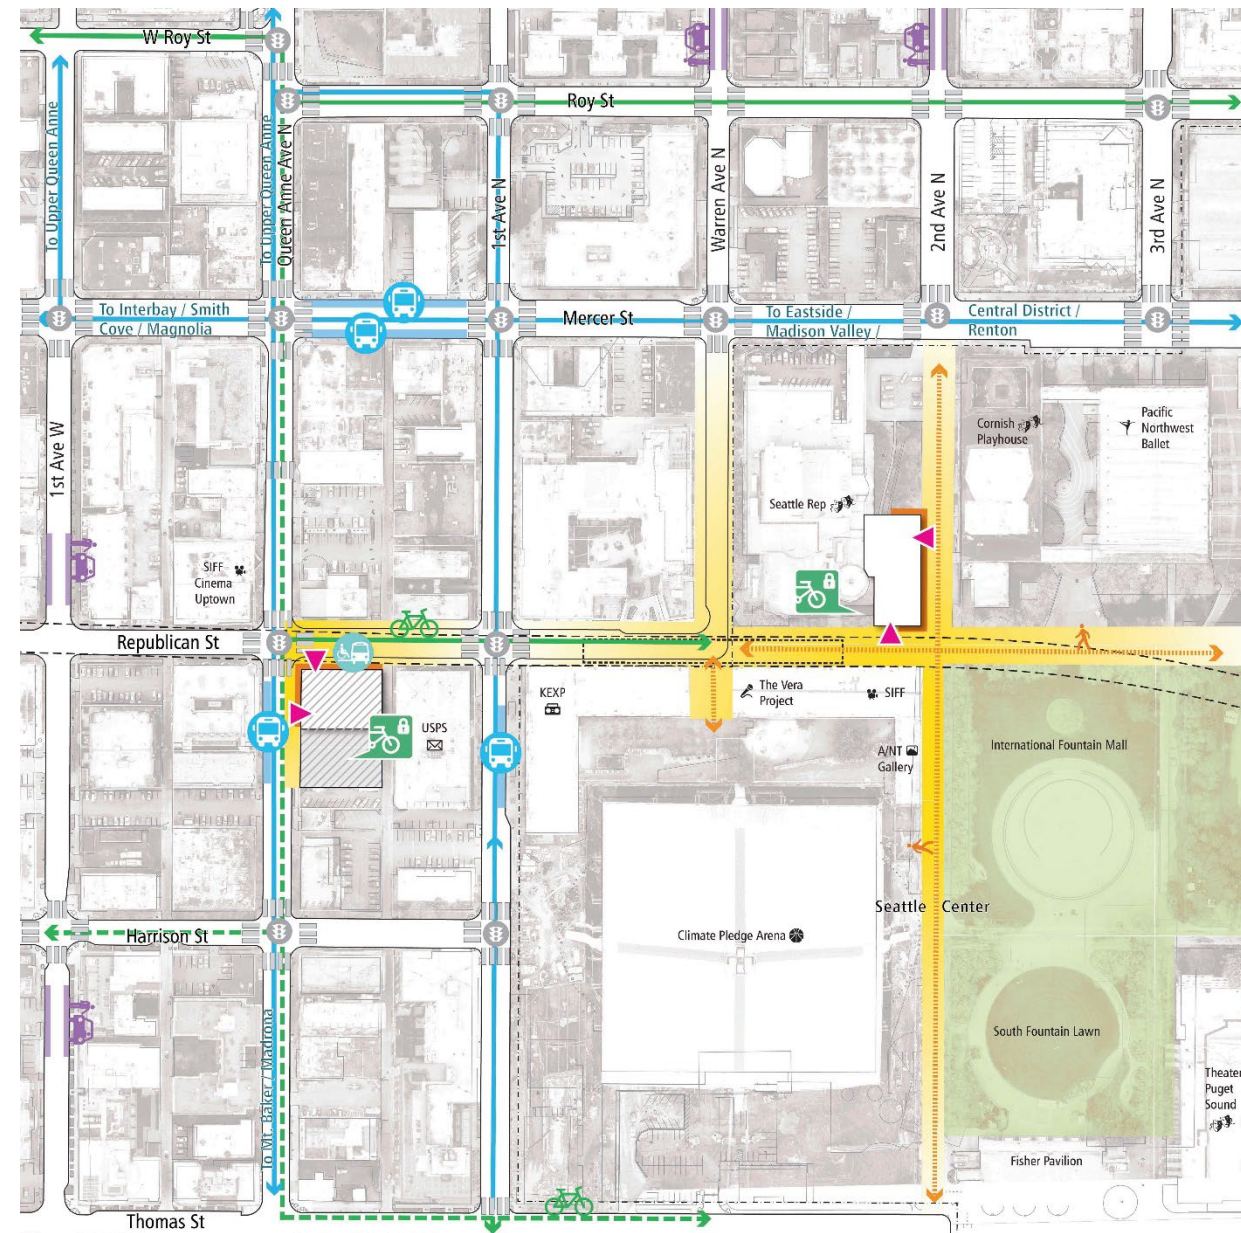 W Roy St
Roy St
To Upper Queen Anne
To Upper Queen Anne
Queen Anne Ave N
1st Ave N
Warren Ave N
2nd Ave N
3rd Ave N
To Interbay / Smith
Cove / Magnolia
Mercer St
To Eastside /
Madison Valley /
Central District /
Renton
1st Ave W
Cornish
Playhouse
Pacific
Northwest
Ballet
Seattle Rep
SIFF
Cinema
Uptown
Republican St
KEXP
The Vera
Project
SIFF
USPS
A/NT
Gallery
International Fountain Mall
Seattle Center
Harrison St
Climate Pledge Arena
South Fountain Lawn
To Mt. Baker / Madrona
Theater
Puget
Sound
Fisher Pavilion
Thomas St